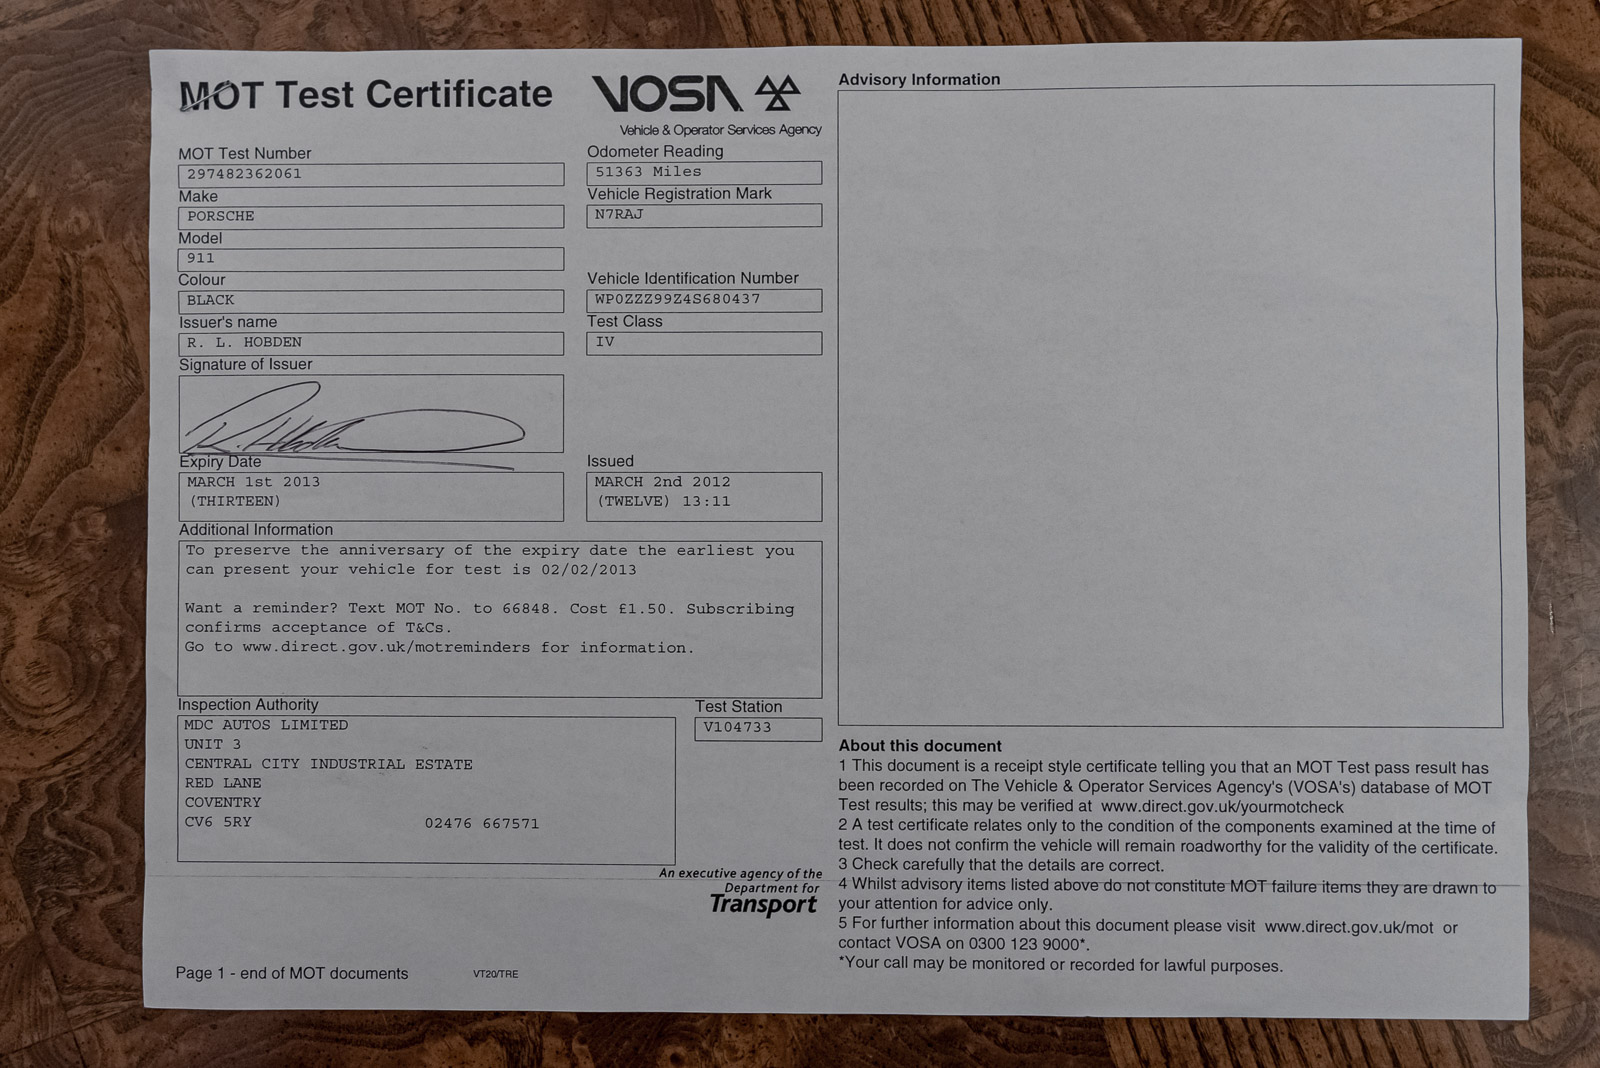 MOT Test Certificate
VOSA
Vehicle & Operator Services Agency
MOT Test Number
297482362061
Odometer Reading
51363 Miles
Make
PORSCHE
Vehicle Registration Mark
N7RAJ
Model
911
Colour
BLACK
Vehicle Identification Number
WP0ZZZ99Z4S680437
Issuer's name
R. L. HOBDEN
Test Class
IV
Signature of Issuer
R. Hobden
Expiry Date
MARCH 1st 2013
(THIRTEEN)
Issued
MARCH 2nd 2012
(TWELVE) 13:11
Additional Information
To preserve the anniversary of the expiry date the earliest you
can present your vehicle for test is 02/02/2013
Want a reminder? Text MOT No. to 66848. Cost £1.50. Subscribing
confirms acceptance of T&Cs.
Go to www.direct.gov.uk/motreminders for information.
Inspection Authority
MDC AUTOS LIMITED
UNIT 3
CENTRAL CITY INDUSTRIAL ESTATE
RED LANE
COVENTRY
CV6 5RY 02476 667571
Test Station
V104733
An executive agency of the
Department for
Transport
Page 1 - end of MOT documents
VT20/TRE
Advisory Information
About this document
1 This document is a receipt style certificate telling you that an MOT Test pass result has
been recorded on The Vehicle & Operator Services Agency's (VOSA's) database of MOT
Test results; this may be verified at www.direct.gov.uk/yourmotcheck
2 A test certificate relates only to the condition of the components examined at the time of
test. It does not confirm the vehicle will remain roadworthy for the validity of the certificate.
3 Check carefully that the details are correct.
4 Whilst advisory items listed above do not constitute MOT failure items they are drawn to
your attention for advice only.
5 For further information about this document please visit www.direct.gov.uk/mot or
contact VOSA on 0300 123 9000*.
*Your call may be monitored or recorded for lawful purposes.